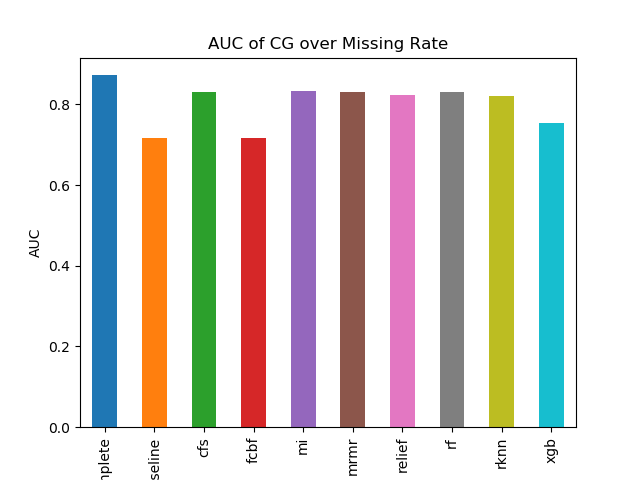 AUC of CG over Missing Rate
AUC
0.8
0.6
0.4
0.2
0.0
nplete
seline
cfs
fcbf
mi
mrmr
relief
rf
rknn
xgb